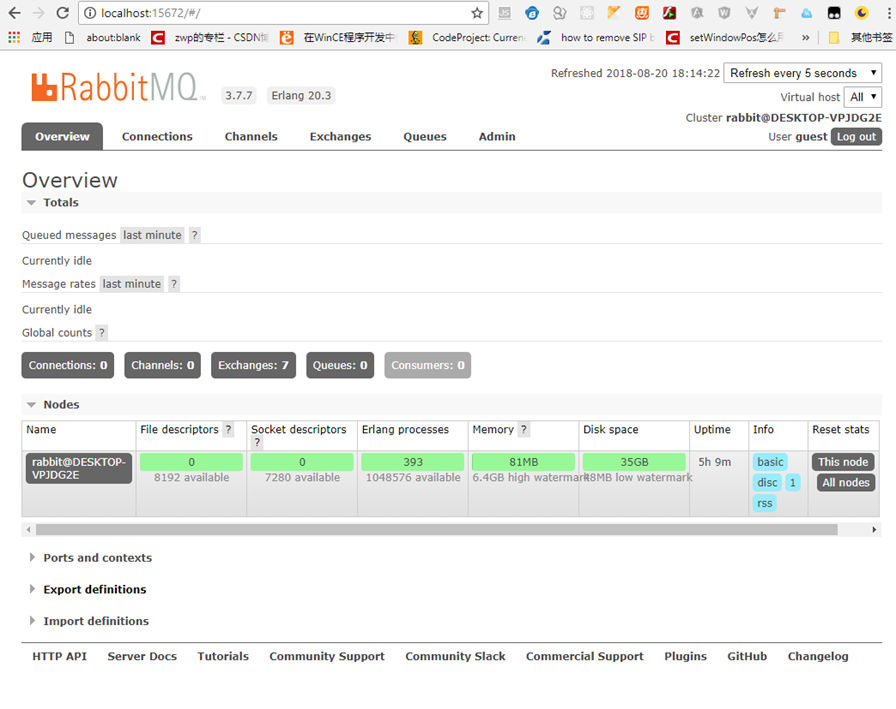 localhost:15672/#/
应用 about:blank zwp的专栏 - CSDN博 在WinCE程序开发中 CodeProject: Curren how to remove SIP b setWindowPos怎么用 » 其他书签
RabbitMQ TM 3.7.7 Erlang 20.3
Refreshed 2018-08-20 18:14:22 Refresh every 5 seconds
Virtual host All
Cluster rabbit@DESKTOP-VPJDG2E
User guest Log out
Overview Connections Channels Exchanges Queues Admin
Overview
Totals
Queued messages last minute ?
Currently idle
Message rates last minute ?
Currently idle
Global counts ?
Connections: 0 Channels: 0 Exchanges: 7 Queues: 0 Consumers: 0
Nodes
Name File descriptors ? Socket descriptors ? Erlang processes Memory ? Disk space Uptime Info Reset stats
rabbit@DESKTOP-VPJDG2E 0 0 393 81MB 35GB 5h 9m basic This node
8192 available 7280 available 1048576 available 6.4GB high watermark 48MB low watermark disc 1 All nodes
rss
Ports and contexts
Export definitions
Import definitions
HTTP API Server Docs Tutorials Community Support Community Slack Commercial Support Plugins GitHub Changelog